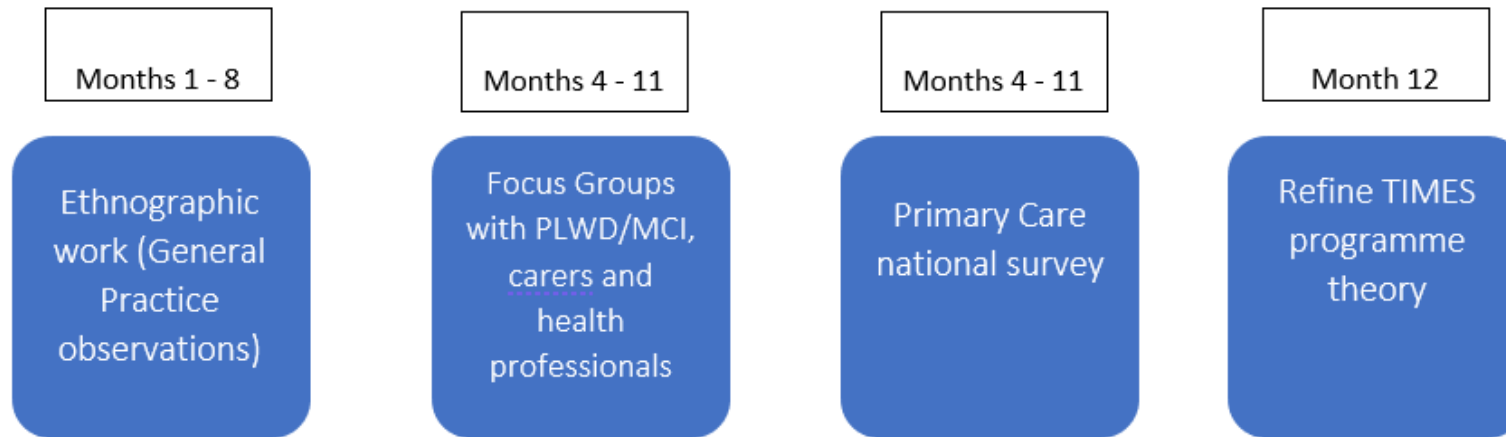 Months 1 - 8
Months 4 - 11
Months 4 - 11
Month 12
Ethnographic
work (General
Practice
observations)
Focus Groups
with PLWD/MCI,
carers and
health
professionals
Primary Care
national survey
Refine TIMES
programme
theory